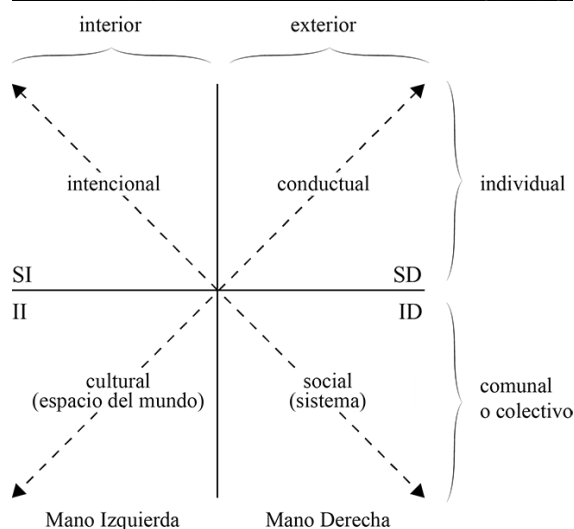 interior exterior
intencional conductual individual
SI SD
II ID
cultural social
(espacio del mundo) (sistema)
comunal
o colectivo
Mano Izquierda Mano Derecha